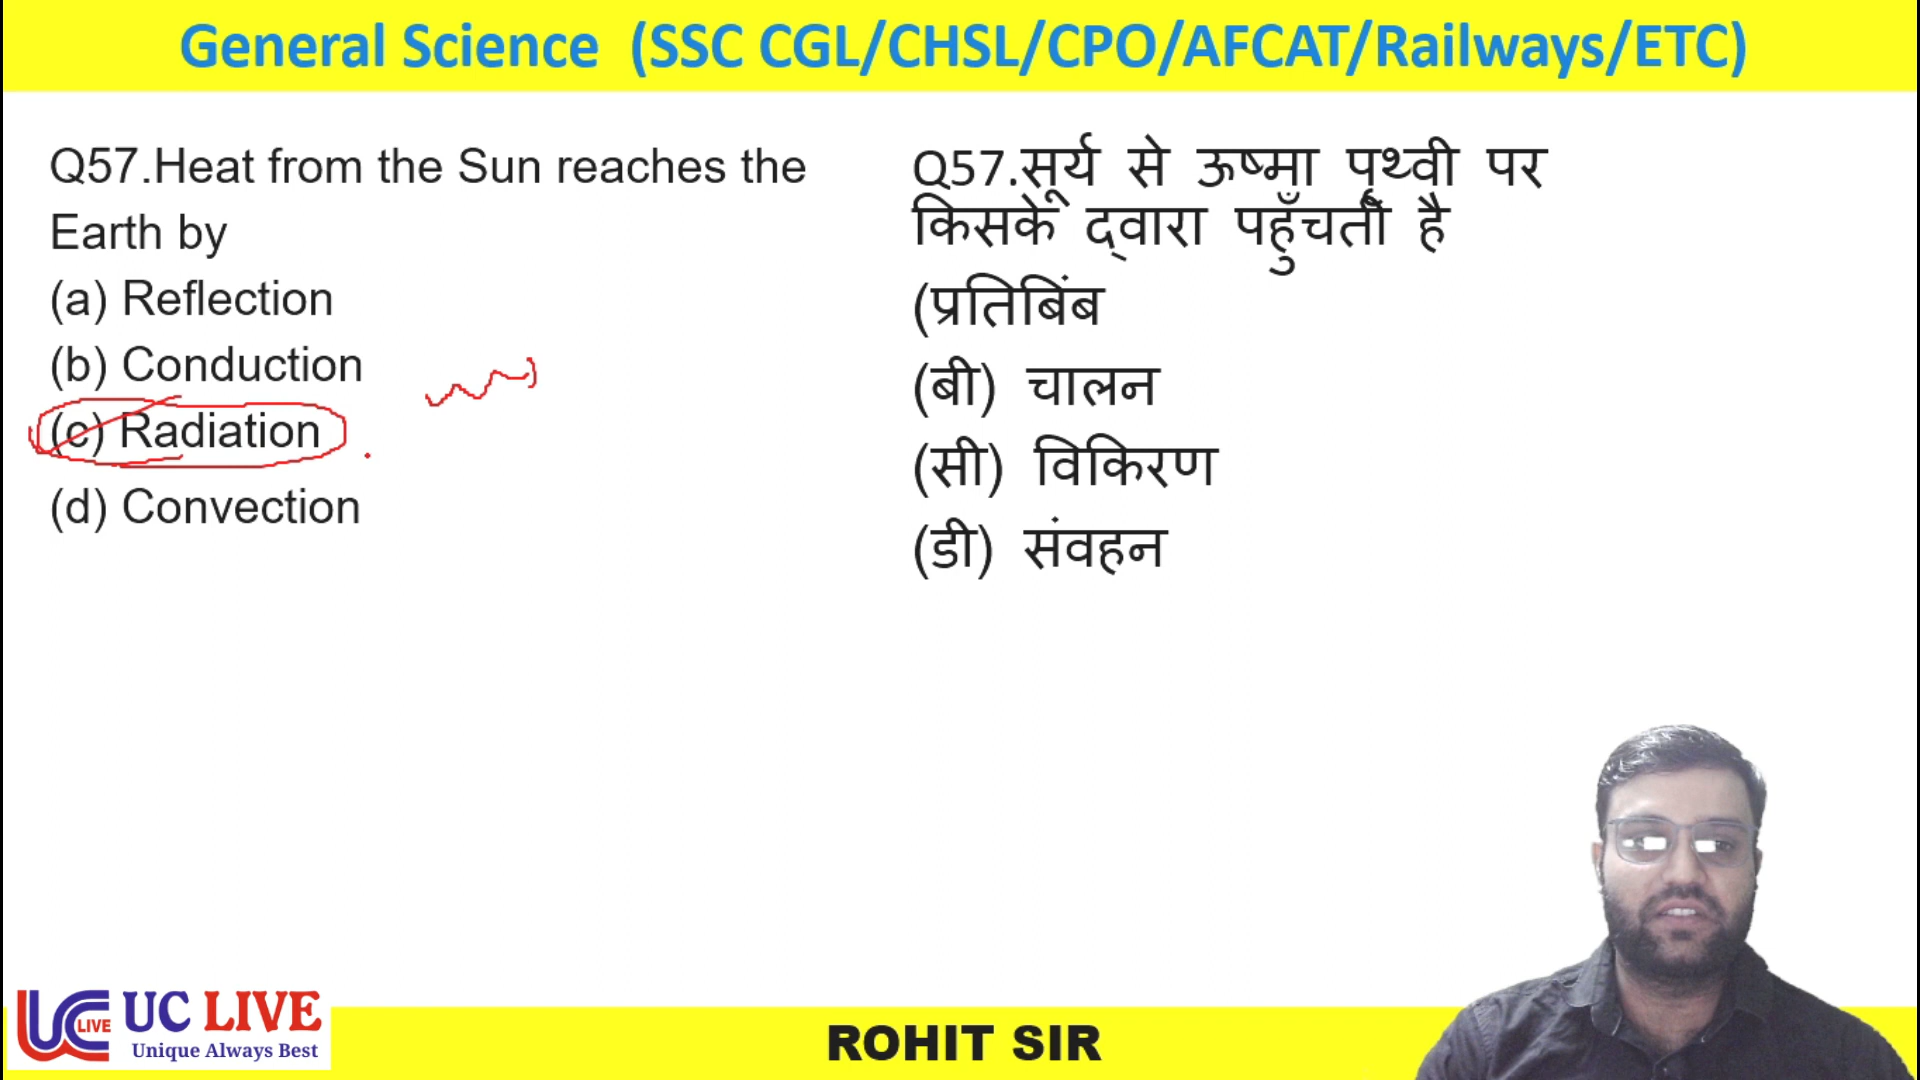 General Science (SSC CGL/CHSL/CPO/AFCAT/Railways/ETC)
Q57.Heat from the Sun reaches the
Earth by
(a) Reflection
(b) Conduction
(c) Radiation
(d) Convection
Q57.सूर्य से ऊष्मा पृथ्वी पर
किसके द्वारा पहुँचती है
(प्रतिबिंब
(बी) चालन
(सी) विकिरण
(डी) संवहन
UC LIVE
LIVE
Unique Always Best
ROHIT SIR